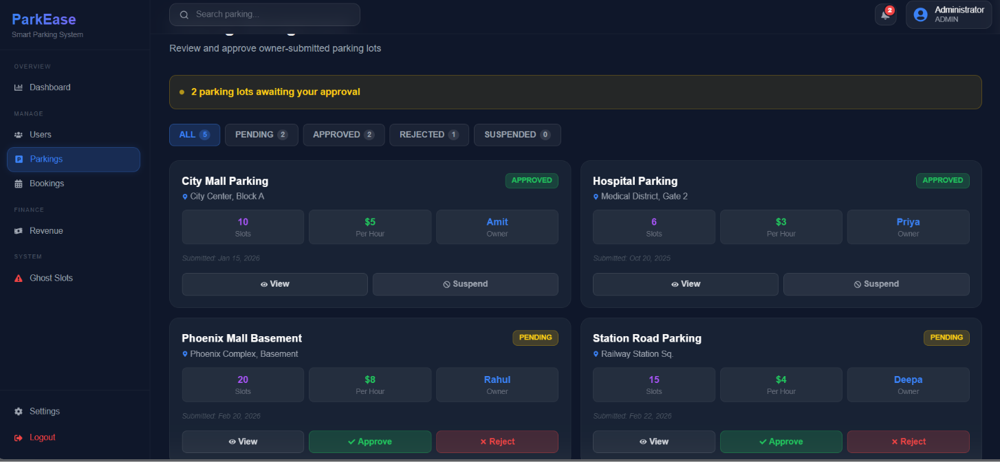 ParkEase
Smart Parking System
OVERVIEW
Dashboard
MANAGE
Users
Parkings
Bookings
FINANCE
Revenue
SYSTEM
Ghost Slots
Settings
Logout
Search parking...
2
Administrator
ADMIN
Review and approve owner-submitted parking lots
2 parking lots awaiting your approval
ALL 5 PENDING 2 APPROVED 2 REJECTED 1 SUSPENDED 0
City Mall Parking APPROVED
City Center, Block A
10 $5 Amit
Slots Per Hour Owner
Submitted: Jan 15, 2026
View Suspend
Hospital Parking APPROVED
Medical District, Gate 2
6 $3 Priya
Slots Per Hour Owner
Submitted: Oct 20, 2025
View Suspend
Phoenix Mall Basement PENDING
Phoenix Complex, Basement
20 $8 Rahul
Slots Per Hour Owner
Submitted: Feb 20, 2026
View Approve Reject
Station Road Parking PENDING
Railway Station Sq.
15 $4 Deepa
Slots Per Hour Owner
Submitted: Feb 22, 2026
View Approve Reject